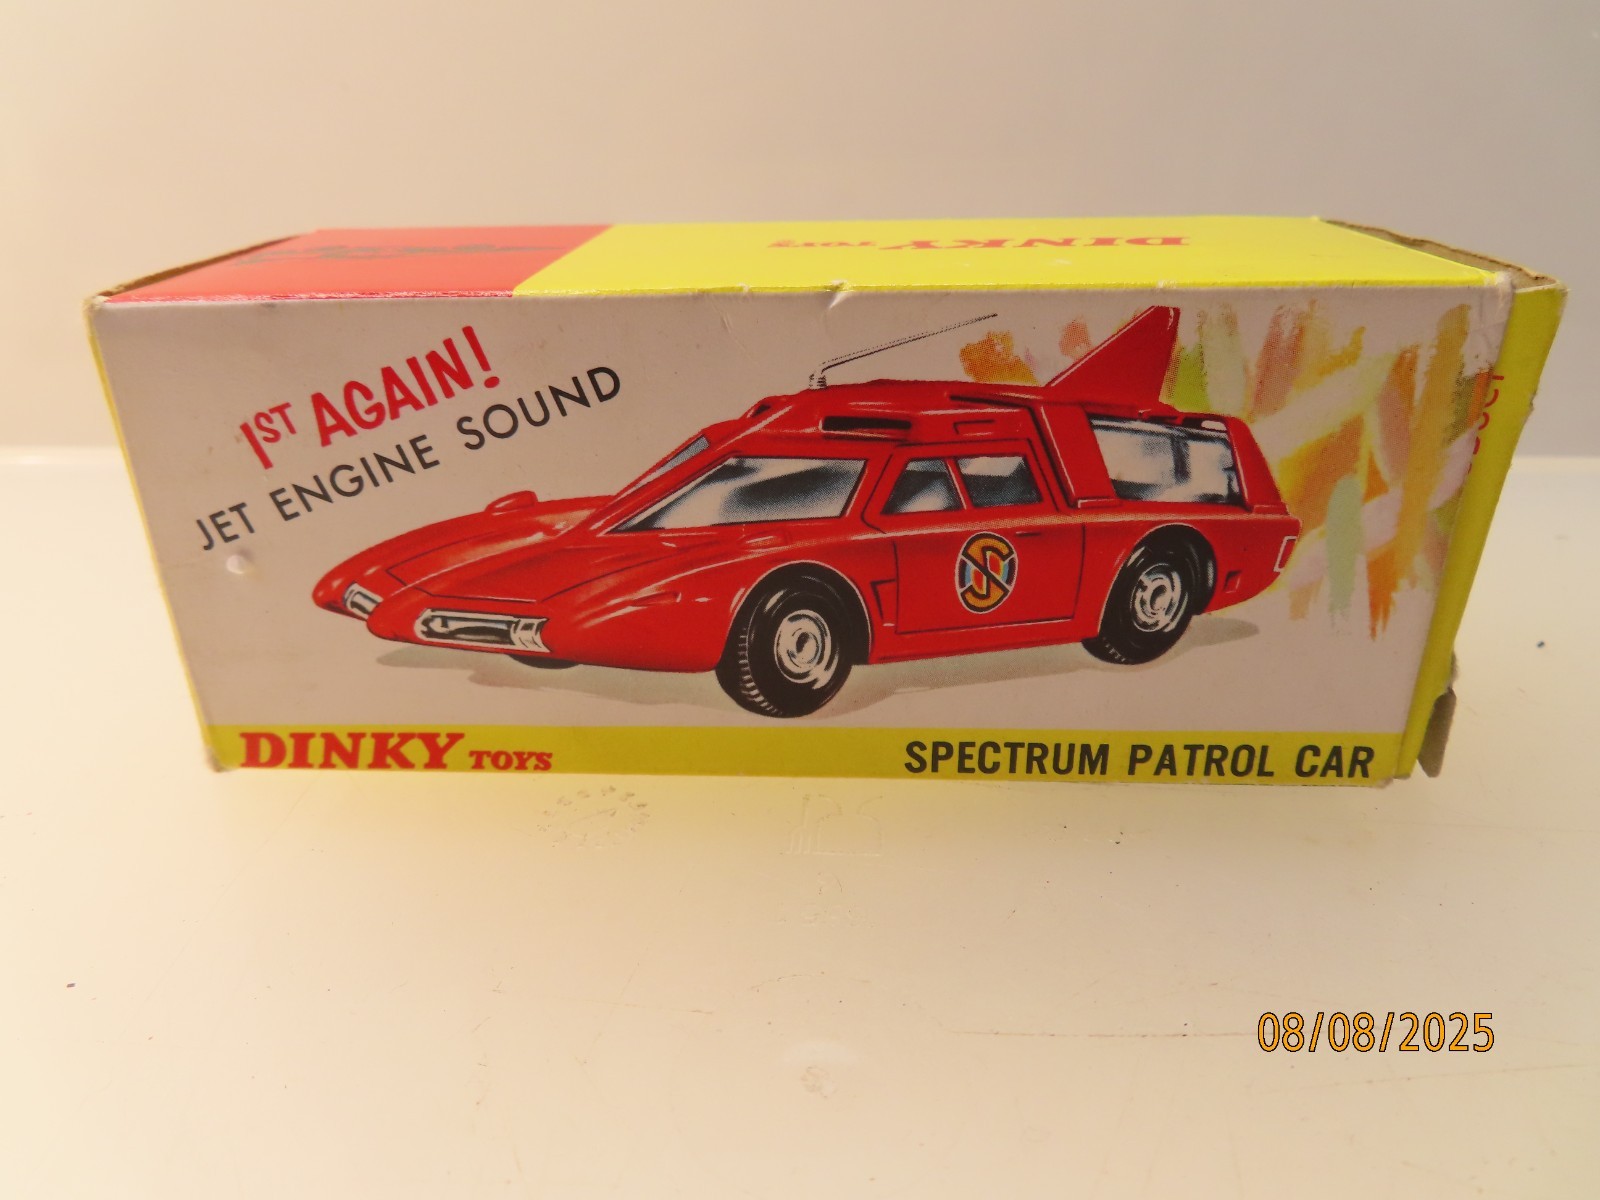 DINKY TOYS
1ST AGAIN!
JET ENGINE SOUND
DINKY TOYS
SPECTRUM PATROL CAR
08/08/2025